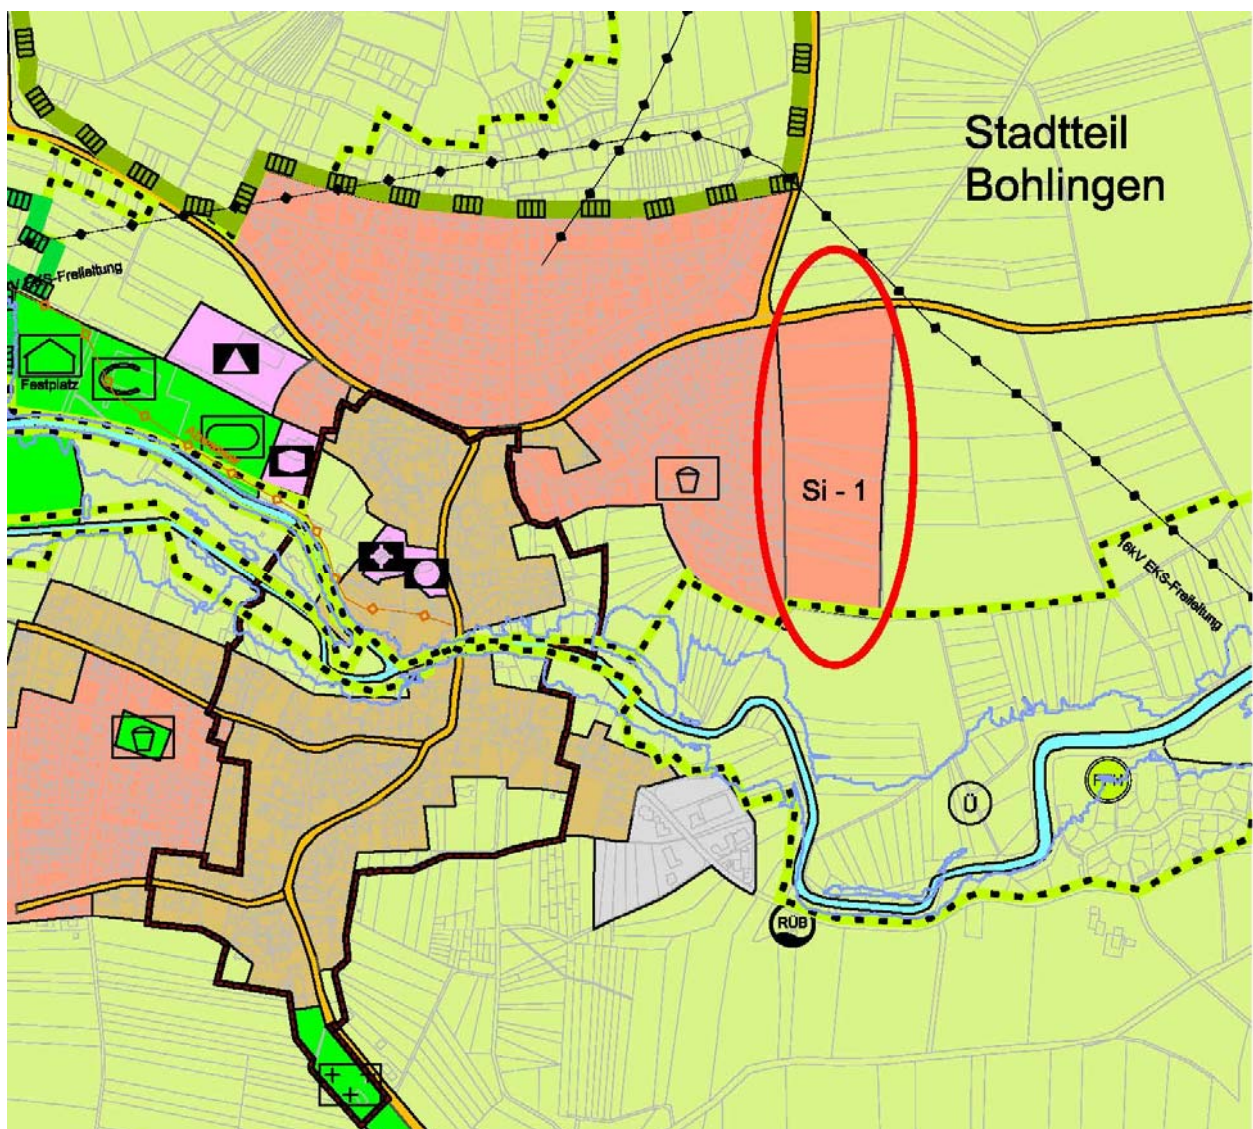 Stadtteil
Bohlingen
EKS-Freileitung
Festplatz
Si - 1
16kV EKS-Freileitung
Ü
RÜB